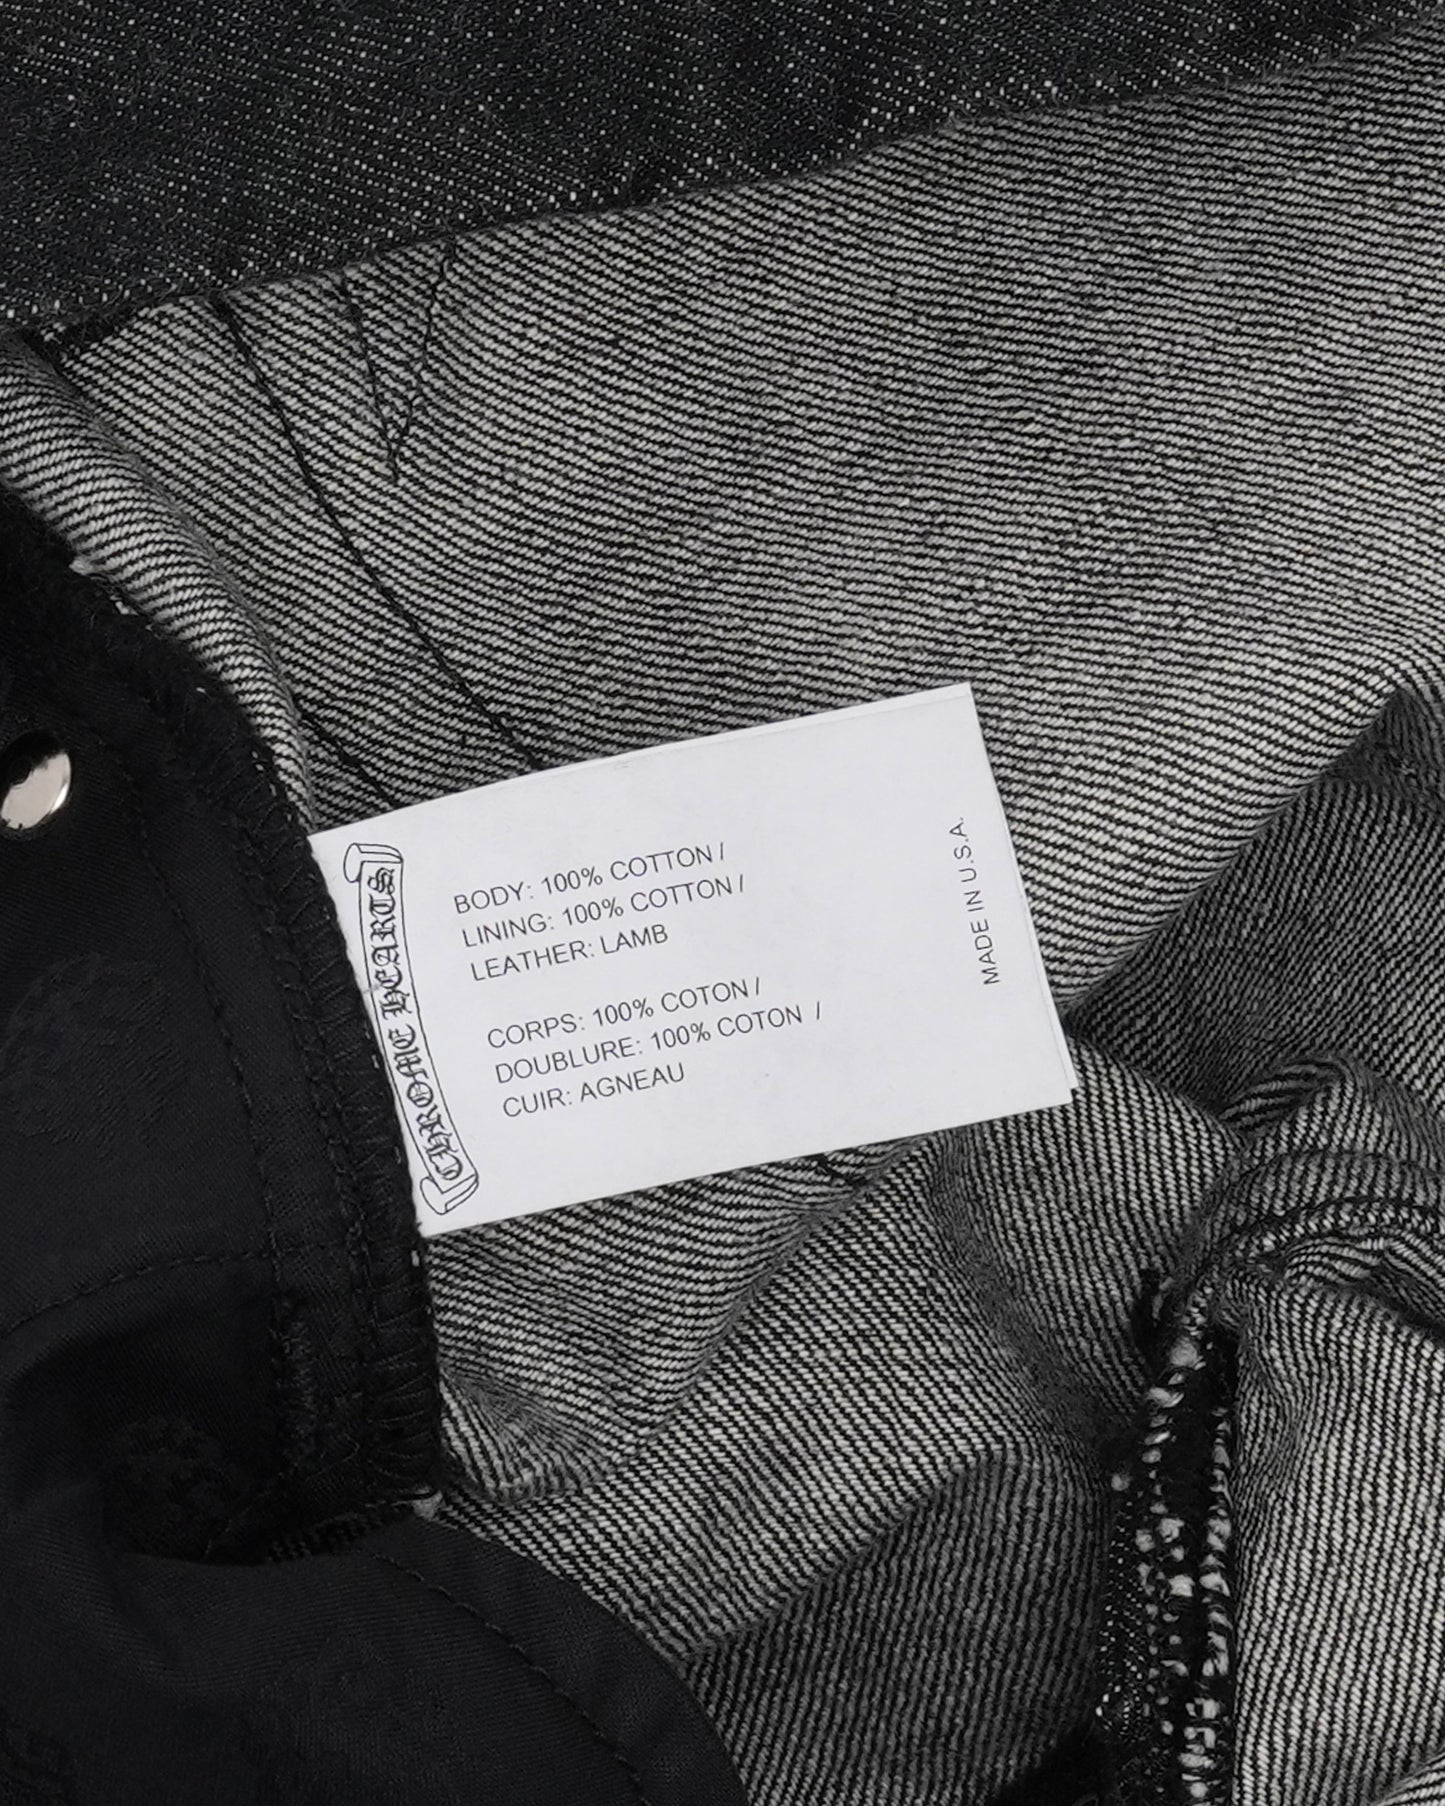 CHROME HEARTS
BODY: 100% COTTON /
LINING: 100% COTTON /
LEATHER: LAMB
CORPS: 100% COTON /
DOUBLURE: 100% COTON /
CUIR: AGNEAU
MADE IN U.S.A.